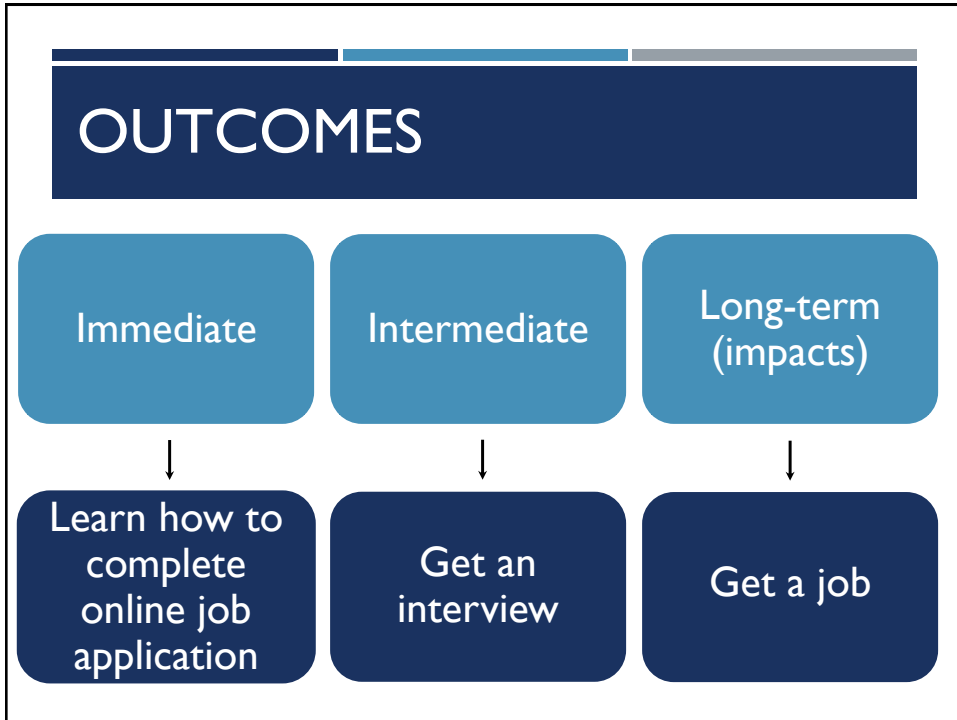 OUTCOMES
Immediate
Intermediate
Long-term
(impacts)
Learn how to
complete
online job
application
Get an
interview
Get a job